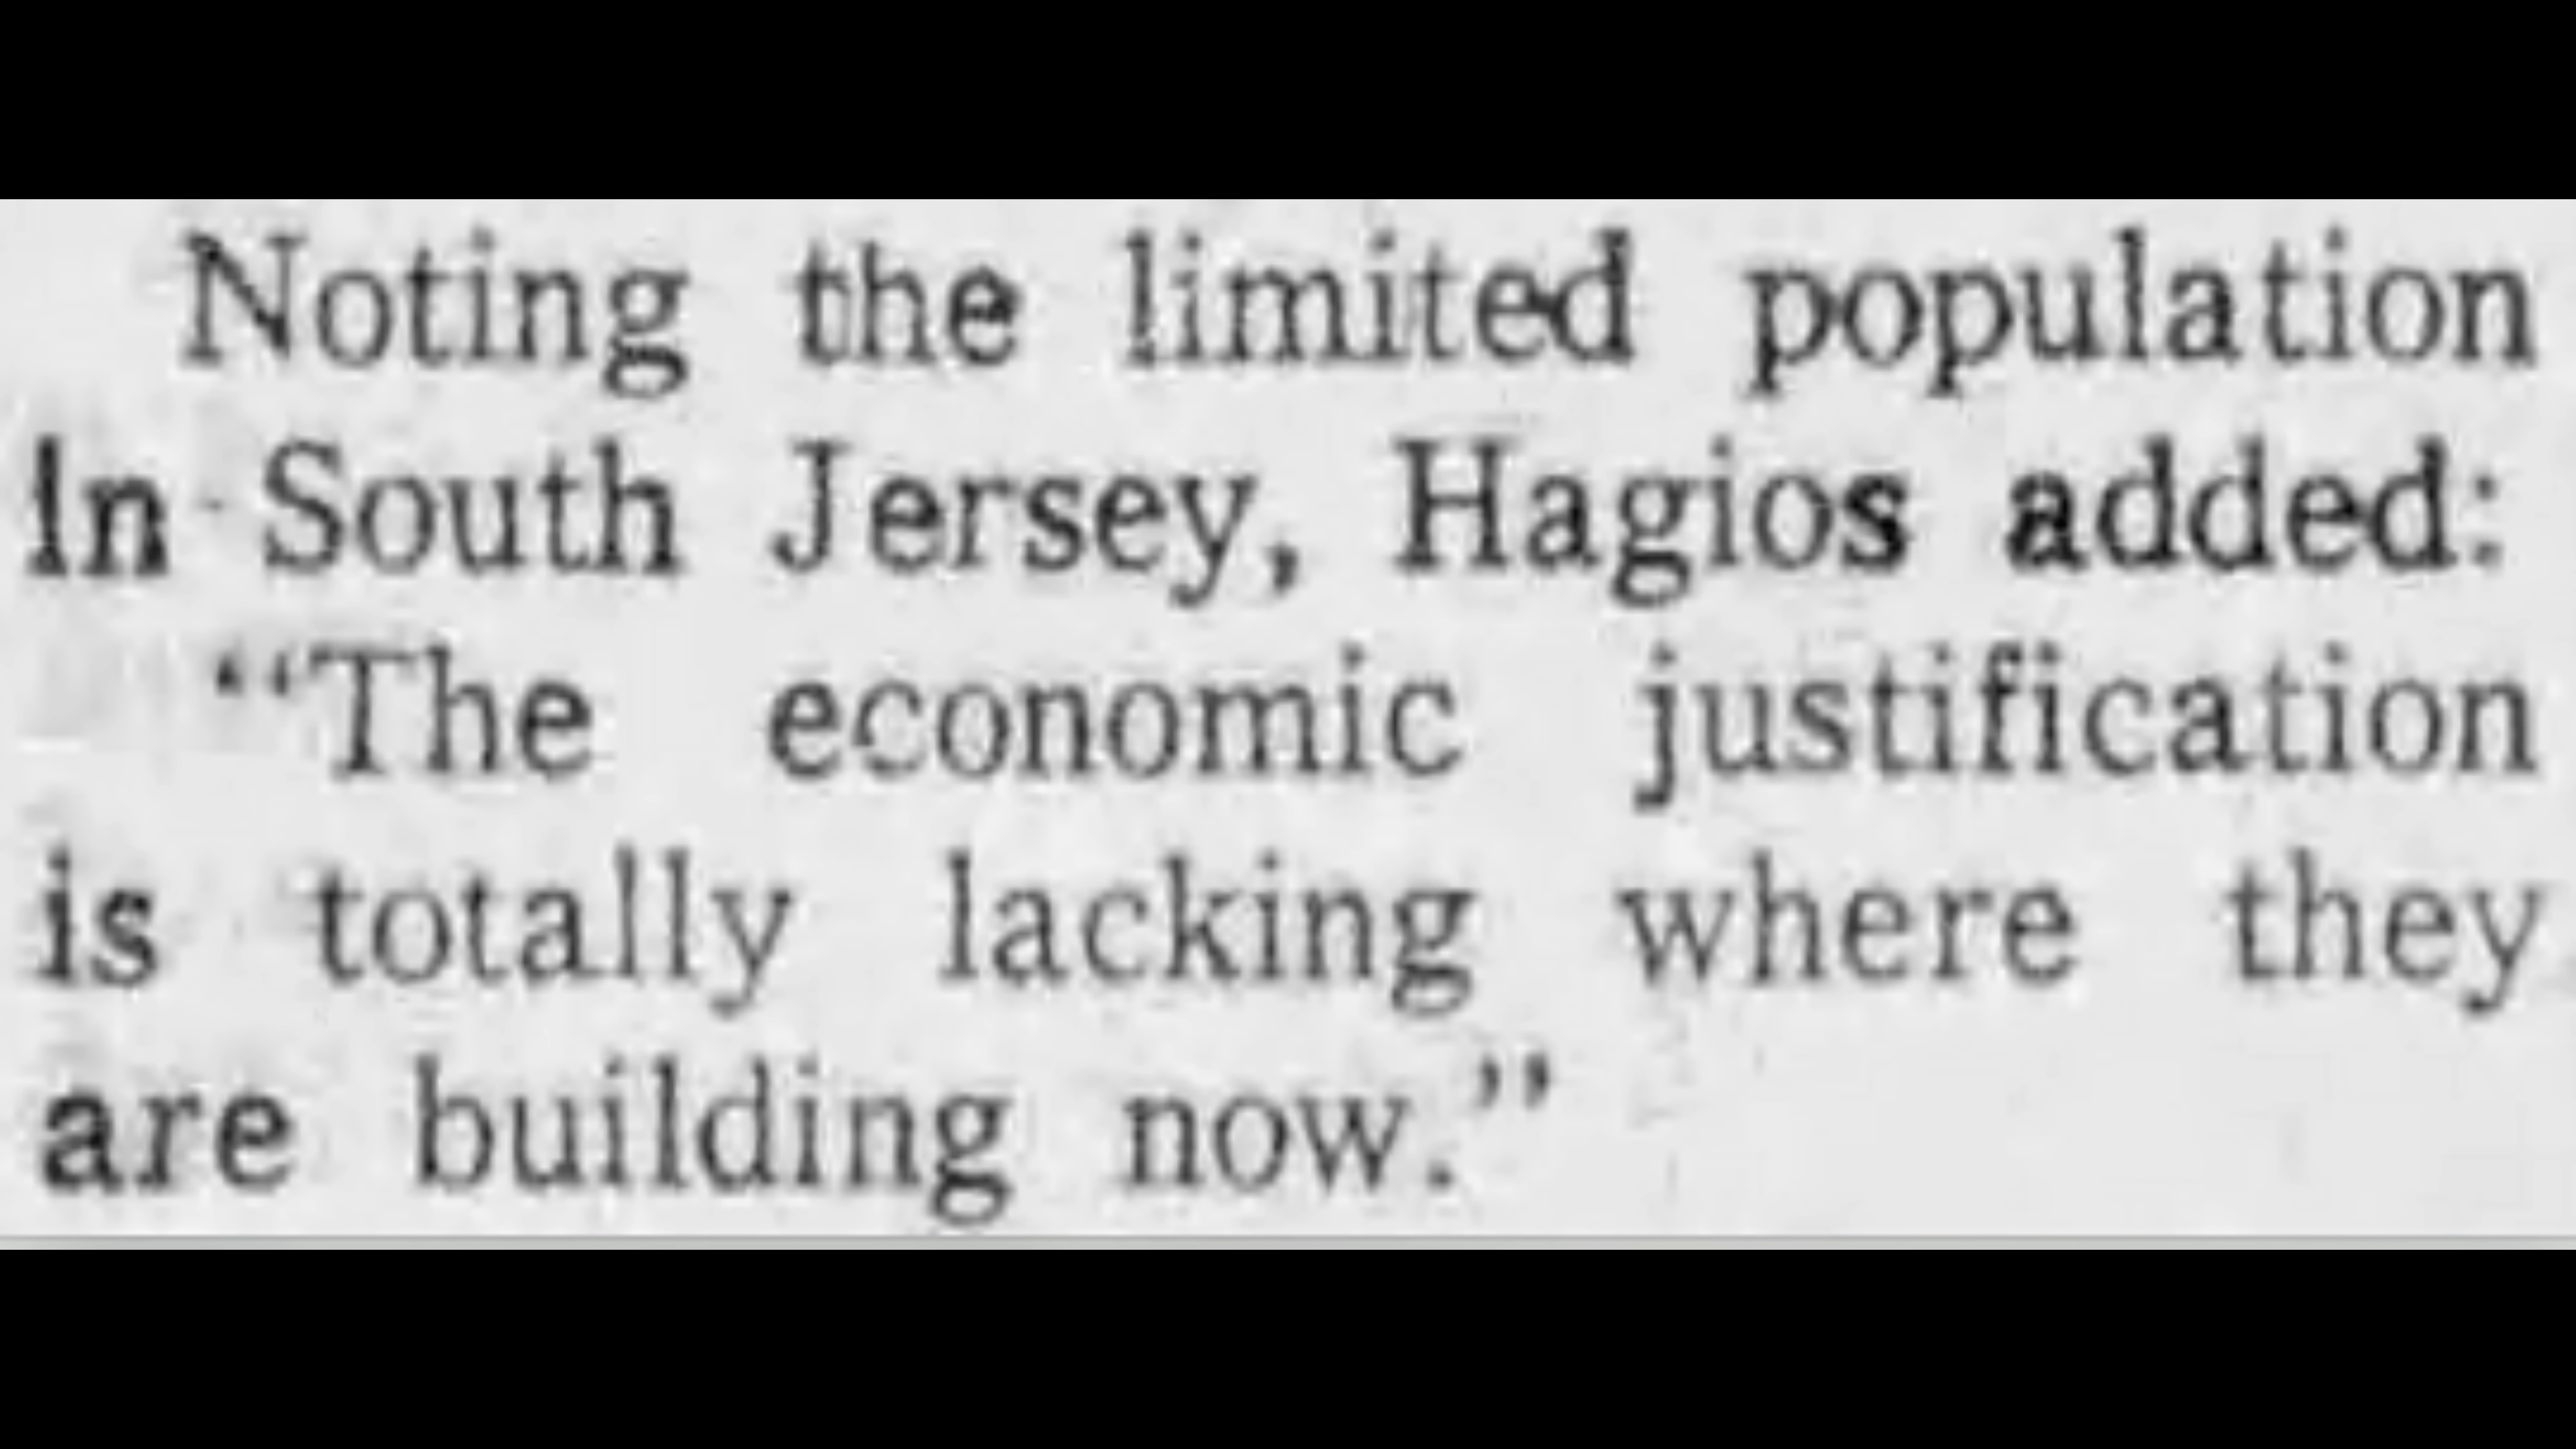 Noting the limited population
in South Jersey, Hagios added:
"The economic justification
is totally lacking where they
are building now."